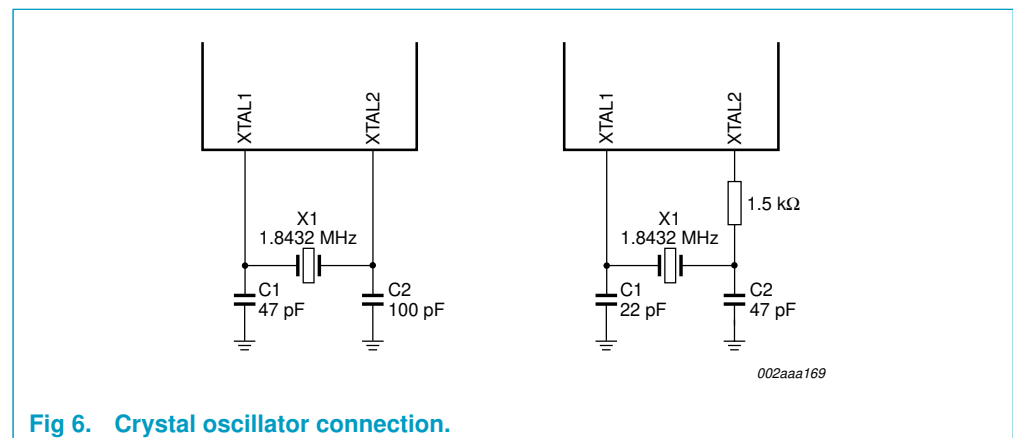 XTAL1
XTAL2
X1
1.8432 MHz
C1
47 pF
C2
100 pF
XTAL1
XTAL2
1.5 kΩ
X1
1.8432 MHz
C1
22 pF
C2
47 pF
002aaa169
Fig 6. Crystal oscillator connection.